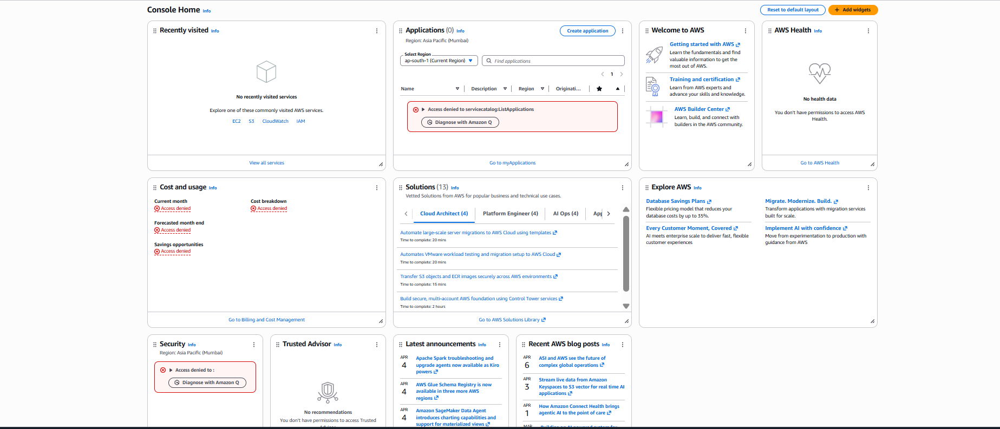 Console Home Info
Reset to default layout
Add widgets
Recently visited Info
No recently visited services
Explore one of these commonly visited AWS services.
EC2 S3 CloudWatch IAM
View all services
Applications (0) Info
Create application
Region: Asia Pacific (Mumbai)
Select Region
ap-south-1 (Current Region)
Find applications
1
Name Description Region Originati...
Access denied to servicecatalog:ListApplications
Diagnose with Amazon Q
Go to myApplications
Welcome to AWS
Getting started with AWS
Learn the fundamentals and find
valuable information to get the
most out of AWS.
Training and certification
Learn from AWS experts and
advance your skills and knowledge.
AWS Builder Center
Learn, build, and connect with
builders in the AWS community.
AWS Health Info
No health data
You don't have permissions to access AWS
Health.
Go to AWS Health
Cost and usage Info
Current month
Access denied
Cost breakdown
Access denied
Forecasted month end
Access denied
Savings opportunities
Access denied
Go to Billing and Cost Management
Solutions (13) Info
Vetted Solutions from AWS for popular business and technical use cases.
Cloud Architect (4) Platform Engineer (4) AI Ops (4) App
Automate large-scale server migrations to AWS Cloud using templates
Time to complete: 20 mins
Automates VMware workload testing and migration setup to AWS Cloud
Time to complete: 20 mins
Transfer S3 objects and ECR images securely across AWS environments
Time to complete: 15 mins
Build secure, multi-account AWS foundation using Control Tower services
Time to complete: 2 hours
Go to AWS Solutions Library
Explore AWS Info
Database Savings Plans
Flexible pricing model that reduces your
database costs by up to 35%.
Every Customer Moment, Covered
AI meets enterprise scale to deliver fast, flexible
customer experiences
Migrate. Modernize. Build.
Transform applications with migration services
built for scale.
Implement AI with confidence
Move from experimentation to production with
guidance from AWS
Security Info
Region: Asia Pacific (Mumbai)
Access denied to :
Diagnose with Amazon Q
Trusted Advisor Info
No recommendations
You don't have permissions to access Trusted
Latest announcements Info
APR
4
Apache Spark troubleshooting and
upgrade agents now available as Kiro
powers
APR
4
AWS Glue Schema Registry is now
available in three more AWS
regions
APR
4
Amazon SageMaker Data Agent
introduces charting capabilities and
support for materialized views
Recent AWS blog posts Info
APR
6
ASI and AWS see the future of
complex global operations
APR
3
Stream live data from Amazon
Keyspaces to S3 vector for real time AI
applications
APR
1
How Amazon Connect Health brings
agentic AI to the point of care